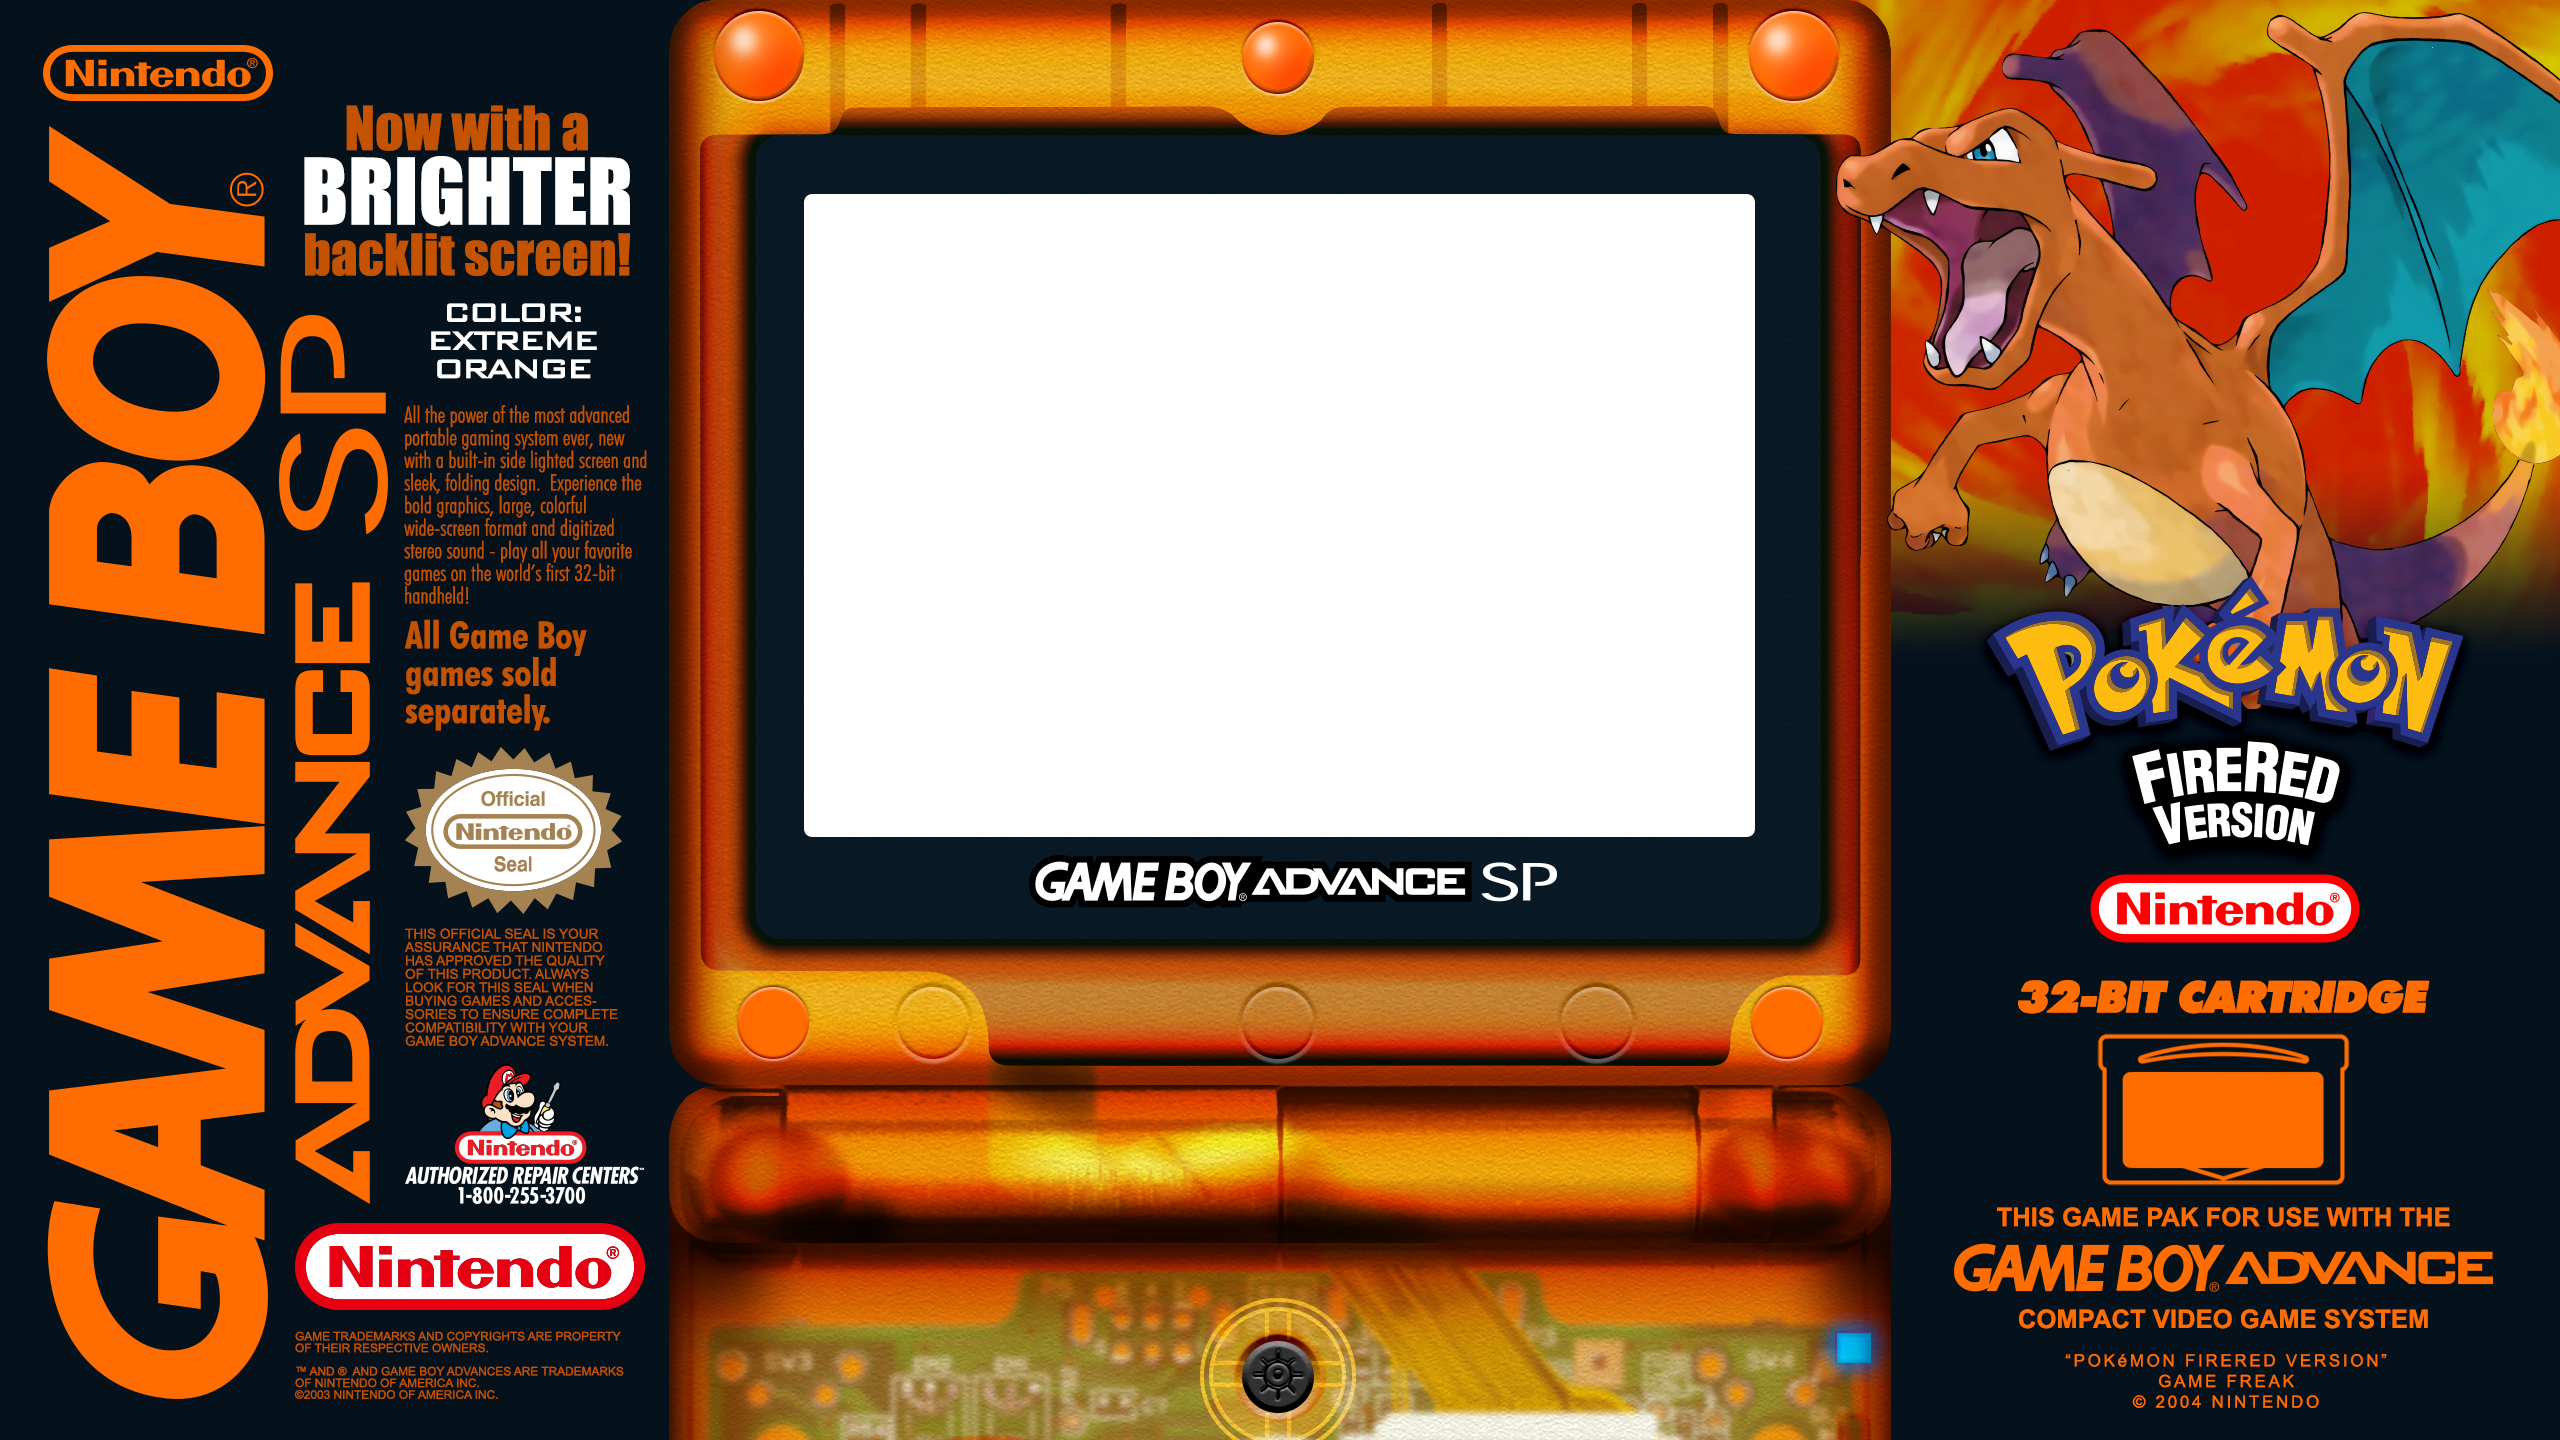 Nintendo®
GAME BOY®
ADVANCE SP
Now with a
BRIGHTER
backlit screen!
COLOR:
EXTREME
ORANGE
All the power of the most advanced
portable gaming system ever, new
with a built-in side lighted screen and
sleek, folding design. Experience the
bold graphics, large, colorful
wide-screen format and digitized
stereo sound - play all your favorite
games on the world's first 32-bit
handheld!
All Game Boy
games sold
separately.
Official
Nintendo
Seal
THIS OFFICIAL SEAL IS YOUR
ASSURANCE THAT NINTENDO
HAS APPROVED THE QUALITY
OF THIS PRODUCT. ALWAYS
LOOK FOR THIS SEAL WHEN
BUYING GAMES AND ACCES-
SORIES TO ENSURE COMPLETE
COMPATIBILITY WITH YOUR
GAME BOY ADVANCE SYSTEM.
Nintendo®
AUTHORIZED REPAIR CENTERS™
1-800-255-3700
Nintendo®
GAME TRADEMARKS AND COPYRIGHTS ARE PROPERTY
OF THEIR RESPECTIVE OWNERS.
™ AND ® AND GAME BOY ADVANCES ARE TRADEMARKS
OF NINTENDO OF AMERICA INC.
©2003 NINTENDO OF AMERICA INC.
GAME BOY® ADVANCE SP
POKéMON
FIRERED
VERSION
Nintendo®
32-BIT CARTRIDGE
THIS GAME PAK FOR USE WITH THE
GAME BOY® ADVANCE
COMPACT VIDEO GAME SYSTEM
“POKéMON FIRERED VERSION”
GAME FREAK
© 2004 NINTENDO